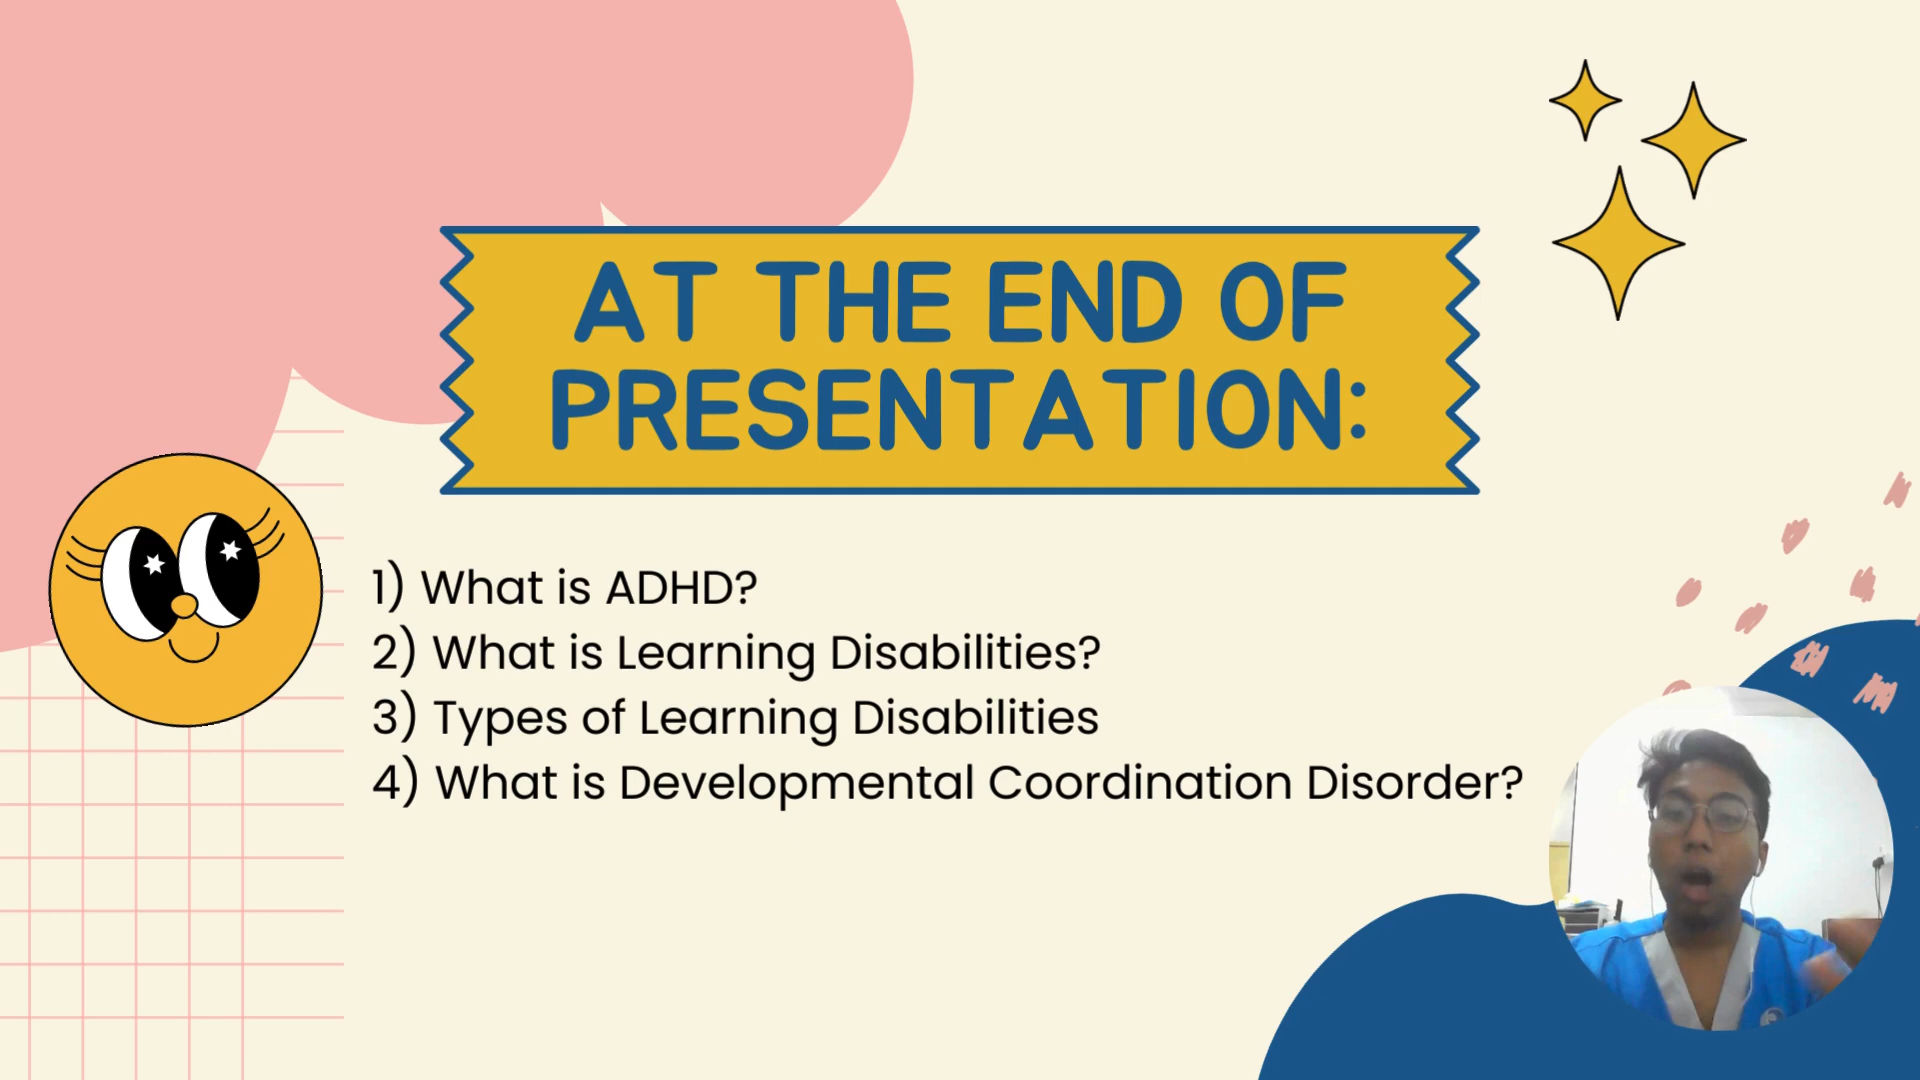 AT THE END OF
PRESENTATION:
1) What is ADHD?
2) What is Learning Disabilities?
3) Types of Learning Disabilities
4) What is Developmental Coordination Disorder?